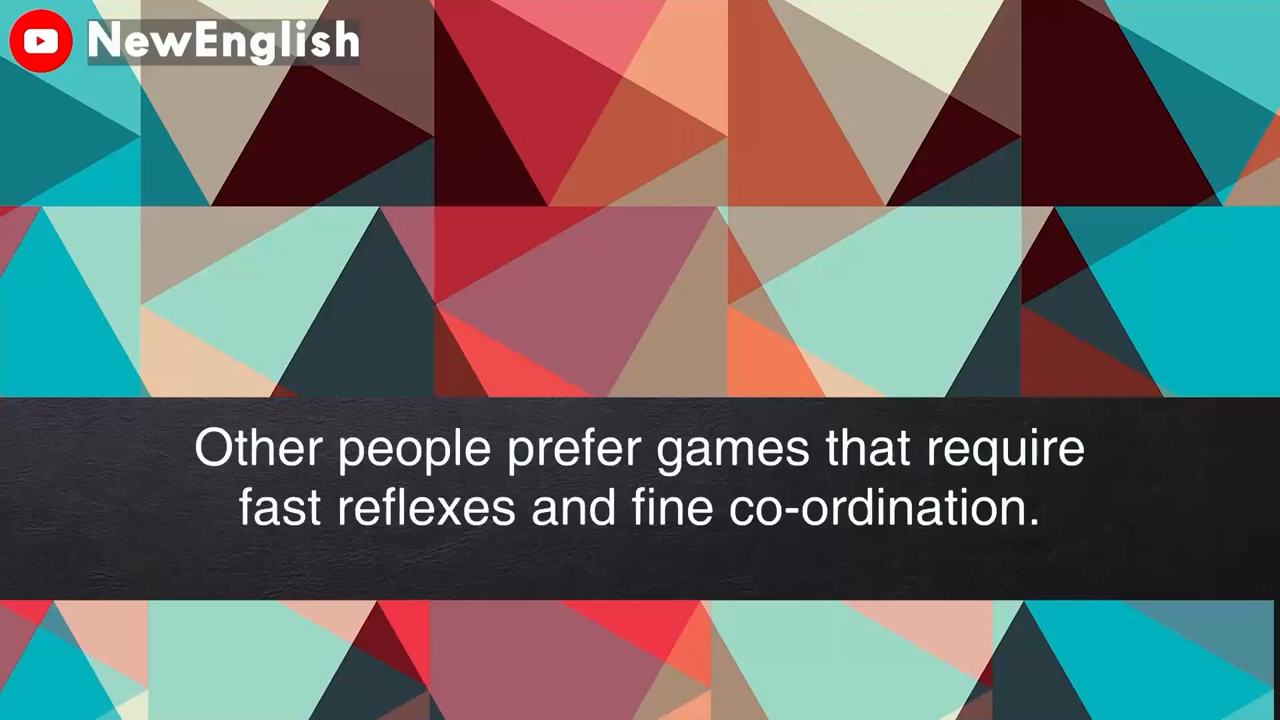 NewEnglish
Other people prefer games that require
fast reflexes and fine co-ordination.